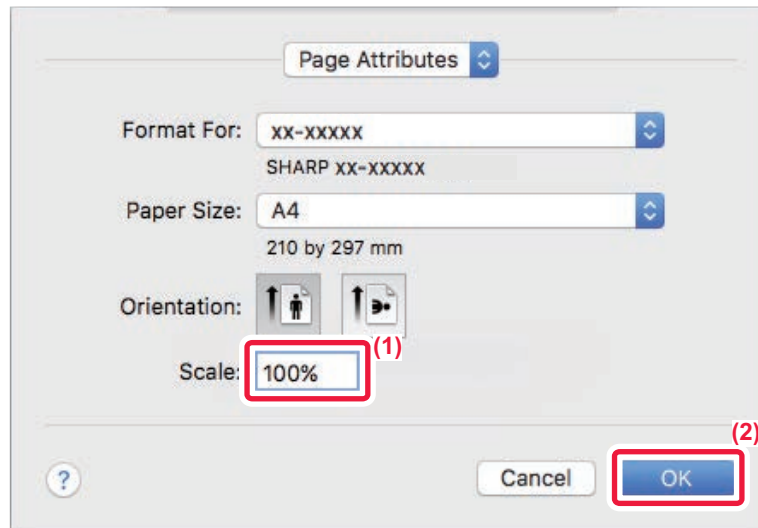 Page Attributes
Format For: xx-xxxxx
SHARP xx-xxxxx
Paper Size: A4
210 by 297 mm
Orientation:
(1)
Scale: 100%
(2)
? Cancel OK